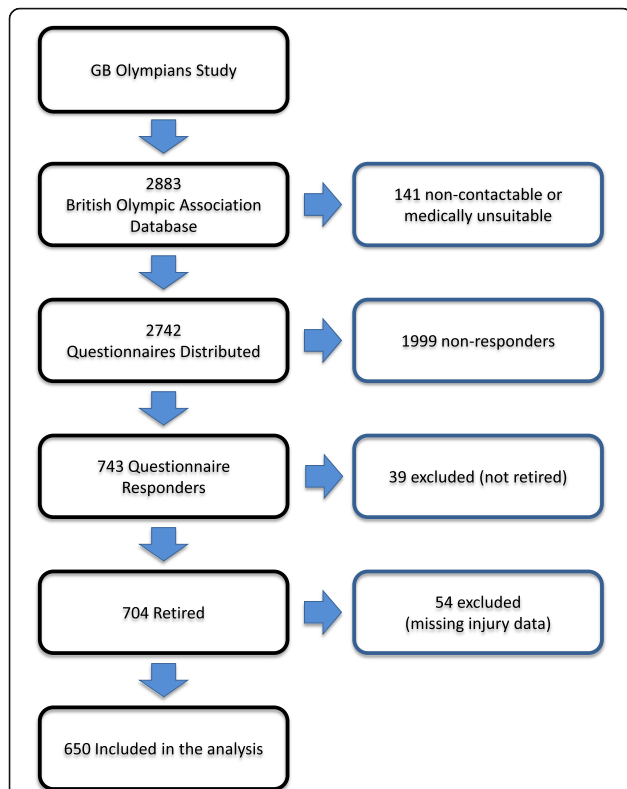 GB Olympians Study
2883
British Olympic Association
Database
141 non-contactable or
medically unsuitable
2742
Questionnaires Distributed
1999 non-responders
743 Questionnaire
Responders
39 excluded (not retired)
704 Retired
54 excluded
(missing injury data)
650 Included in the analysis